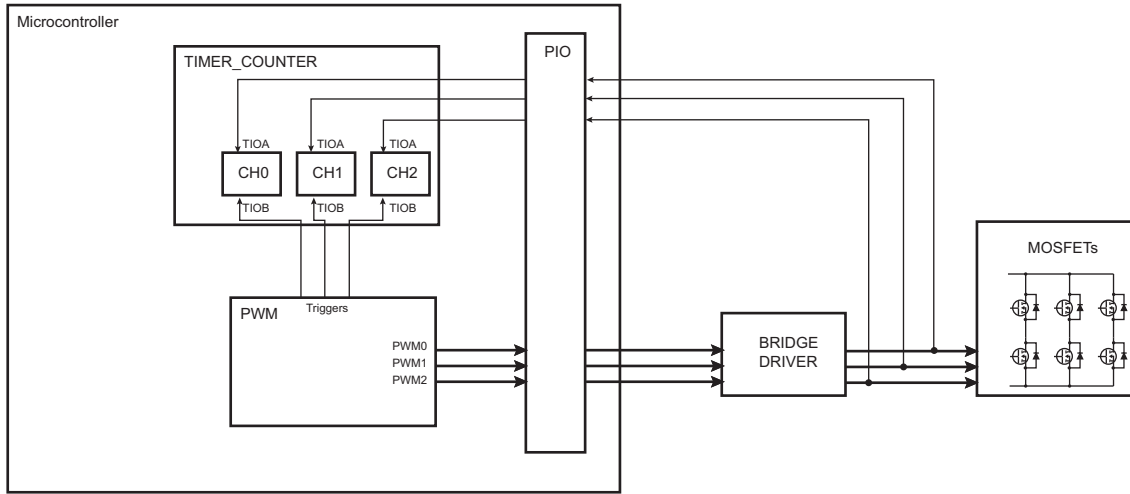 Microcontroller
PIO
TIMER_COUNTER
TIOA
TIOA
TIOA
CH0
CH1
CH2
TIOB
TIOB
TIOB
MOSFETs
Triggers
PWM
BRIDGE
DRIVER
PWM0
PWM1
PWM2